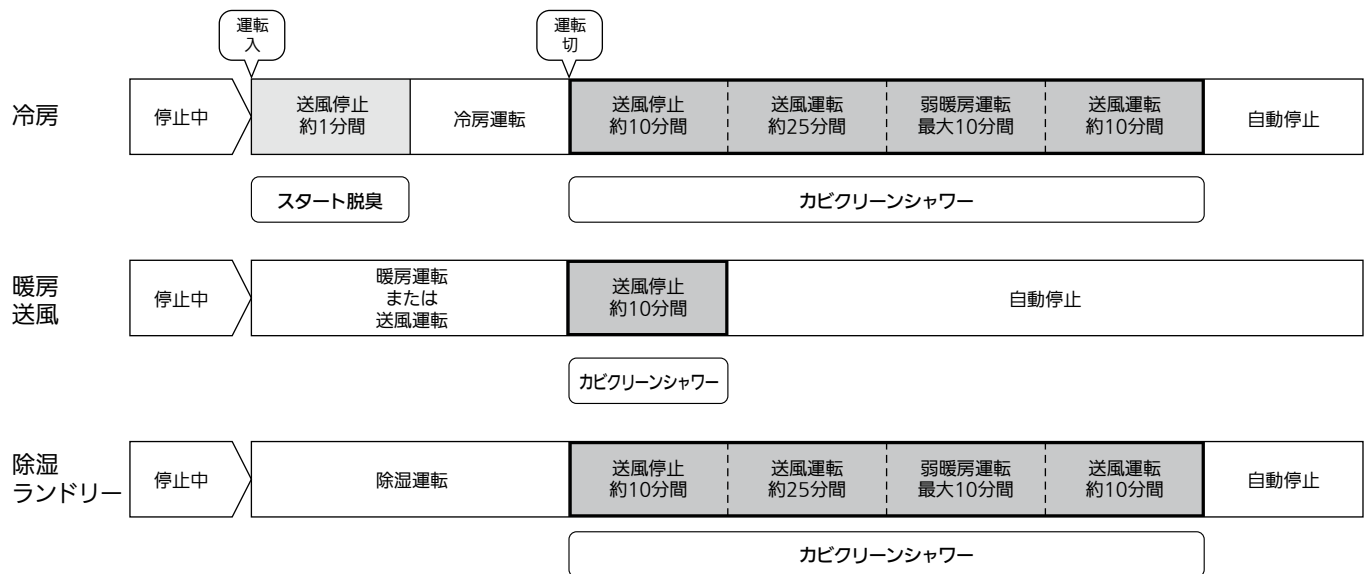 運転
入
運転
切
冷房
停止中
送風停止
約1分間
冷房運転
送風停止
約10分間
送風運転
約25分間
弱暖房運転
最大10分間
送風運転
約10分間
自動停止
スタート脱臭
カビクリーンシャワー
暖房
送風
停止中
暖房運転
または
送風運転
送風停止
約10分間
自動停止
カビクリーンシャワー
除湿
ランドリー
停止中
除湿運転
送風停止
約10分間
送風運転
約25分間
弱暖房運転
最大10分間
送風運転
約10分間
自動停止
カビクリーンシャワー